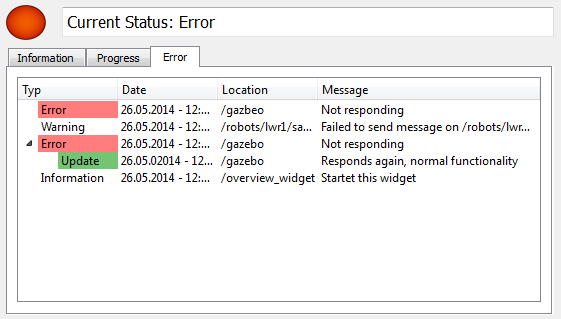 Current Status: Error
Information Progress Error
Typ Date Location Message
Error 26.05.2014 - 12:... /gazbeo Not responding
Warning 26.05.2014 - 12:... /robots/lwr1/sa... Failed to send message on /robots/lwr...
Error 26.05.2014 - 12:... /gazebo Not responding
Update 26.05.02014 - 12... /gazebo Responds again, normal functionality
Information 26.05.2014 - 12:... /overview_widget Startet this widget